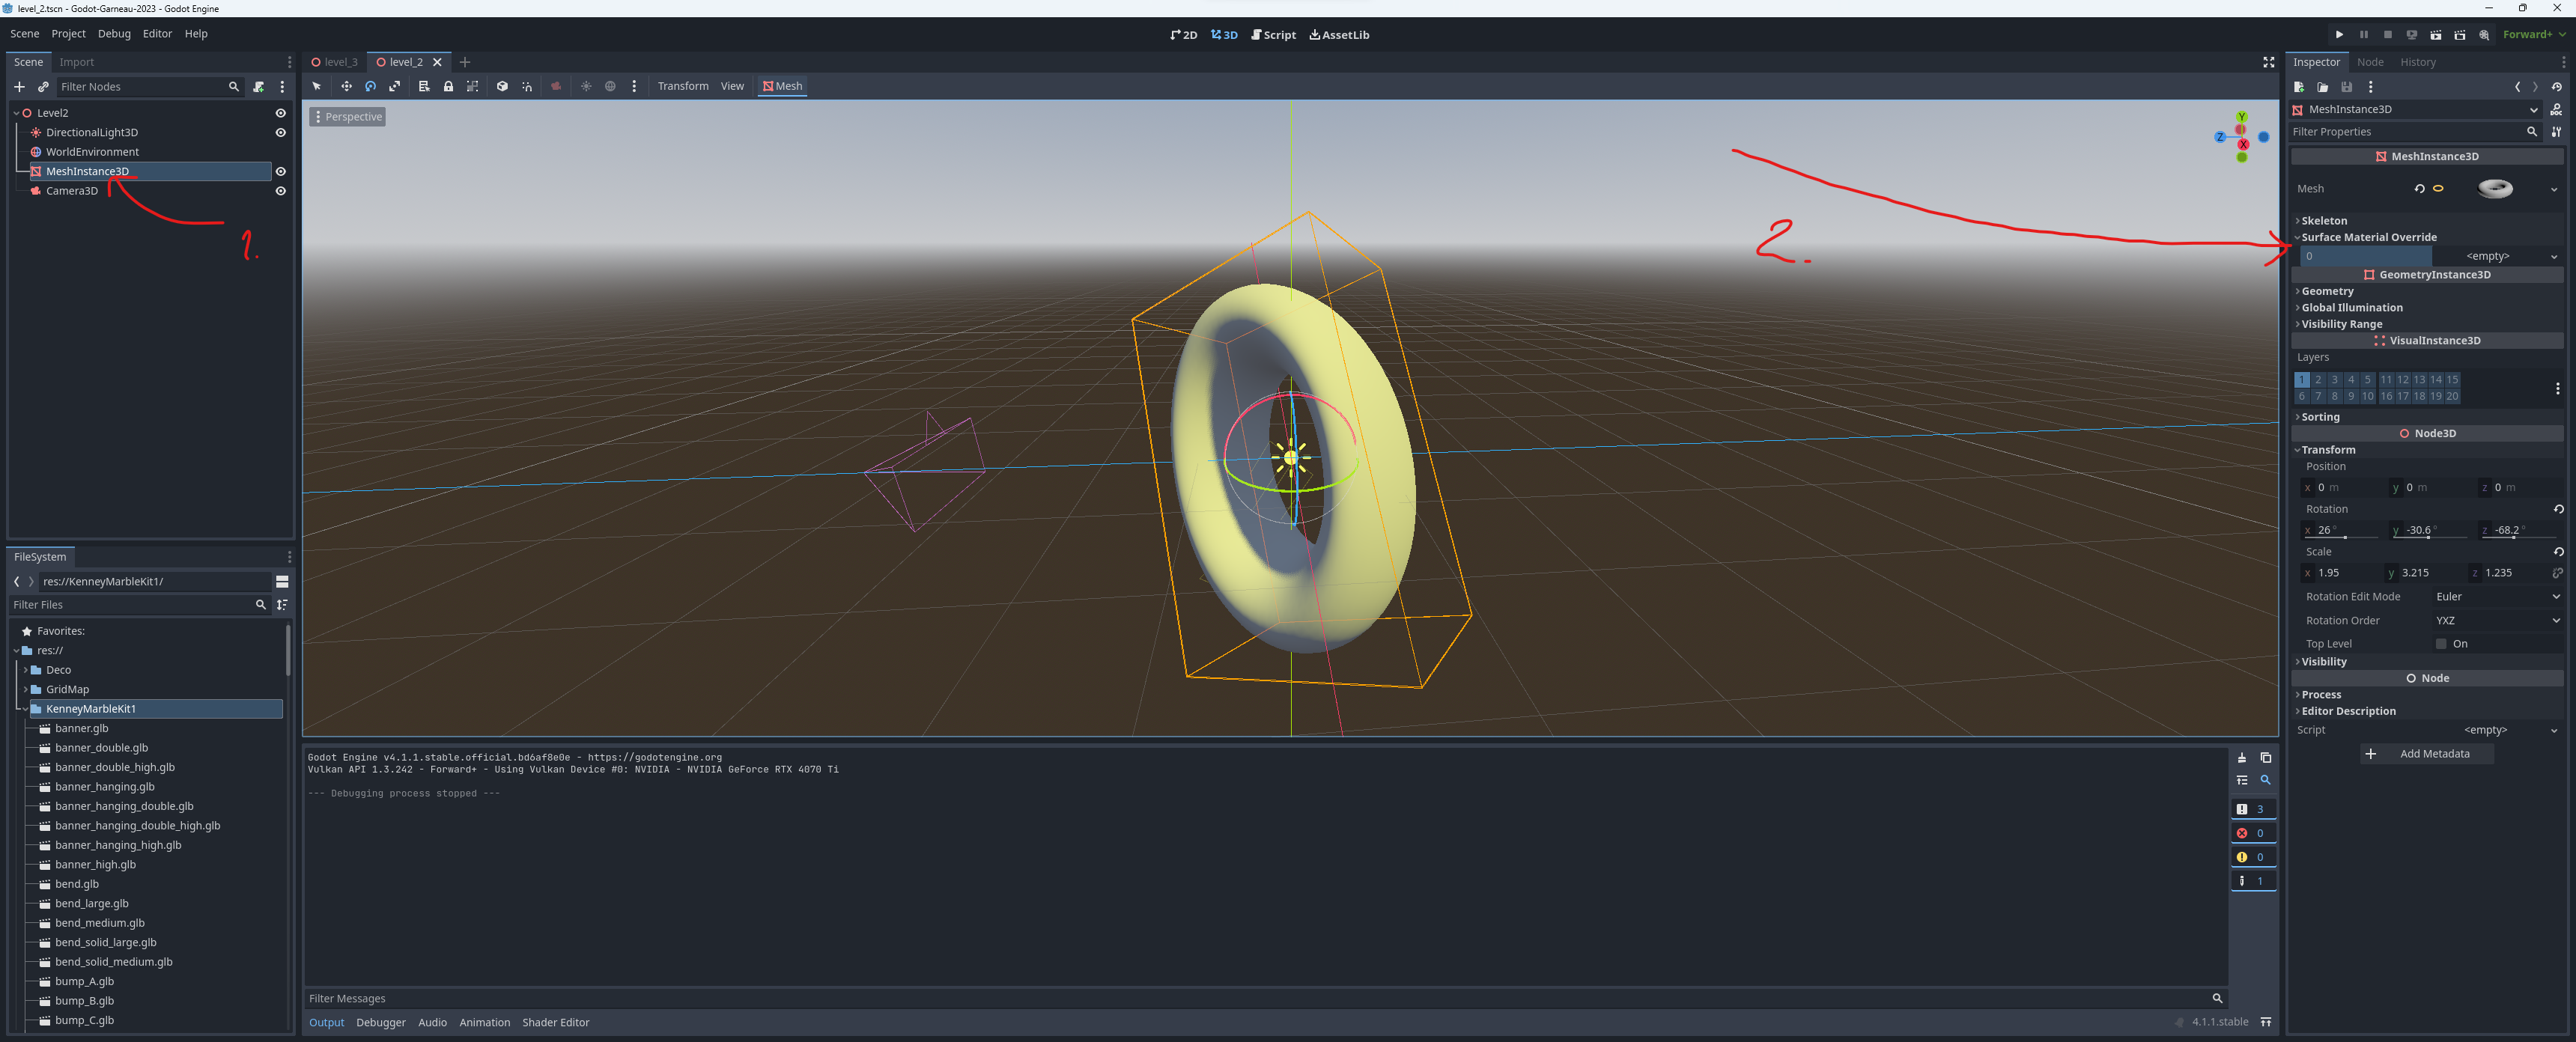 level_2.tscn - Godot-Garneau-2023 - Godot Engine
Scene Project Debug Editor Help
2D 3D Script AssetLib
Forward+
Scene Import
Filter Nodes
Level2
DirectionalLight3D
WorldEnvironment
MeshInstance3D
Camera3D
1.
FileSystem
res://KenneyMarbleKit1/
Filter Files
Favorites:
res://
Deco
GridMap
KenneyMarbleKit1
banner.glb
banner_double.glb
banner_double_high.glb
banner_hanging.glb
banner_hanging_double.glb
banner_hanging_double_high.glb
banner_hanging_high.glb
banner_high.glb
bend.glb
bend_large.glb
bend_medium.glb
bend_solid_large.glb
bend_solid_medium.glb
bump_A.glb
bump_B.glb
bump_C.glb
level_3 level_2
Transform View Mesh
Perspective
Y
Z
X
2.
Godot Engine v4.1.1.stable.official.bd6af8e0e - https://godotengine.org
Vulkan API 1.3.242 - Forward+ - Using Vulkan Device #0: NVIDIA - NVIDIA GeForce RTX 4070 Ti
--- Debugging process stopped ---
3
0
0
1
Filter Messages
Output Debugger Audio Animation Shader Editor
4.1.1.stable
Inspector Node History
MeshInstance3D
DOC
Filter Properties
MeshInstance3D
Mesh
Skeleton
Surface Material Override
0 <empty>
GeometryInstance3D
Geometry
Global Illumination
Visibility Range
VisualInstance3D
Layers
1 2 3 4 5 11 12 13 14 15
6 7 8 9 10 16 17 18 19 20
Sorting
Node3D
Transform
Position
x 0 m y 0 m z 0 m
Rotation
x 26 ° y -30.6 ° z -68.2 °
Scale
x 1.95 y 3.215 z 1.235
Rotation Edit Mode Euler
Rotation Order YXZ
Top Level On
Visibility
Node
Process
Editor Description
Script <empty>
Add Metadata